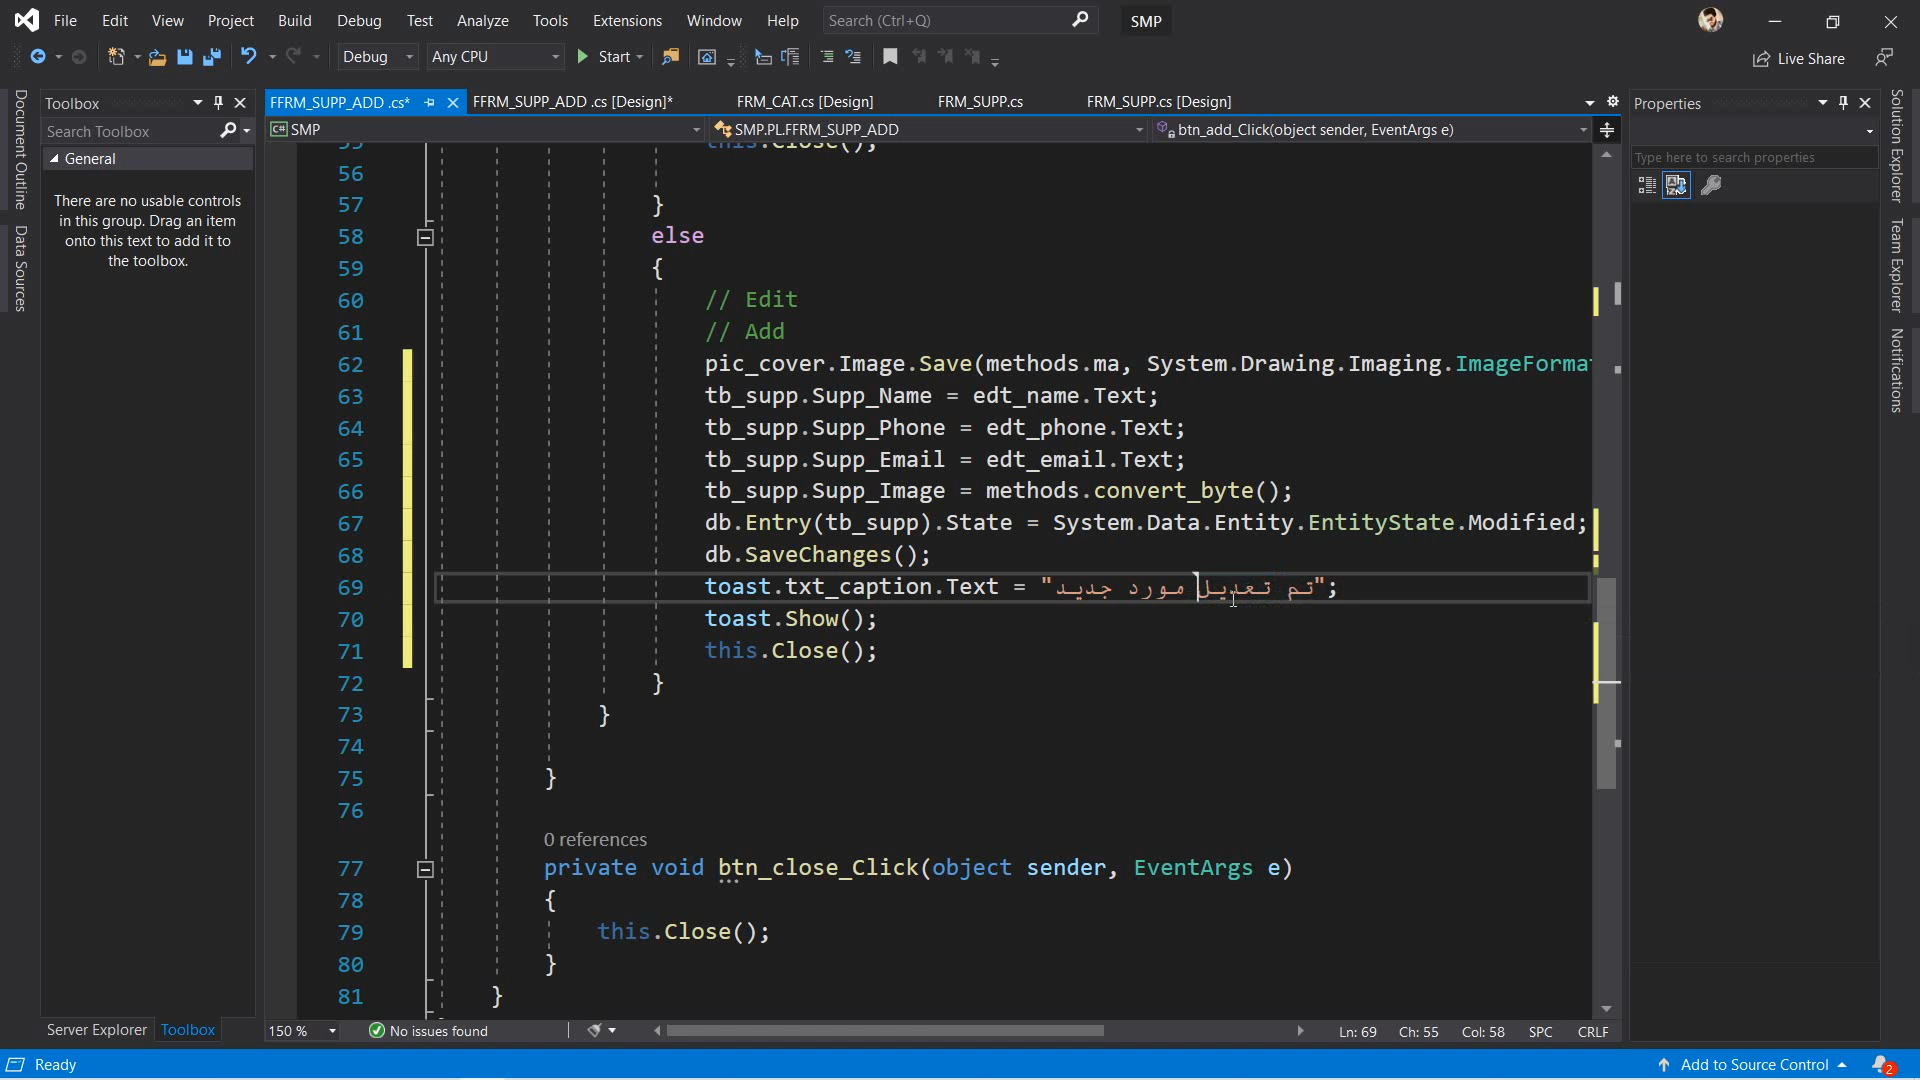 File Edit View Project Build Debug Test Analyze Tools Extensions Window Help Search (Ctrl+Q) SMP
Debug Any CPU Start Live Share
Document Outline
Data Sources
Toolbox
Search Toolbox
General
There are no usable controls
in this group. Drag an item
onto this text to add it to
the toolbox.
Server Explorer Toolbox
FFRM_SUPP_ADD .cs* FFRM_SUPP_ADD .cs [Design]* FRM_CAT.cs [Design] FRM_SUPP.cs FRM_SUPP.cs [Design]
SMP SMP.PL.FFRM_SUPP_ADD btn_add_Click(object sender, EventArgs e)
55 this.Close();
56
57 }
58 else
59 {
60 // Edit
61 // Add
62 pic_cover.Image.Save(methods.ma, System.Drawing.Imaging.ImageForma
63 tb_supp.Supp_Name = edt_name.Text;
64 tb_supp.Supp_Phone = edt_phone.Text;
65 tb_supp.Supp_Email = edt_email.Text;
66 tb_supp.Supp_Image = methods.convert_byte();
67 db.Entry(tb_supp).State = System.Data.Entity.EntityState.Modified;
68 db.SaveChanges();
69 toast.txt_caption.Text = "تم تعديل مورد جديد";
70 toast.Show();
71 this.Close();
72 }
73 }
74
75 }
76
0 references
77 private void btn_close_Click(object sender, EventArgs e)
78 {
79 this.Close();
80 }
81 }
150 % No issues found Ln: 69 Ch: 55 Col: 58 SPC CRLF
Properties
Type here to search properties
Solution Explorer
Team Explorer
Notifications
Ready Add to Source Control 2